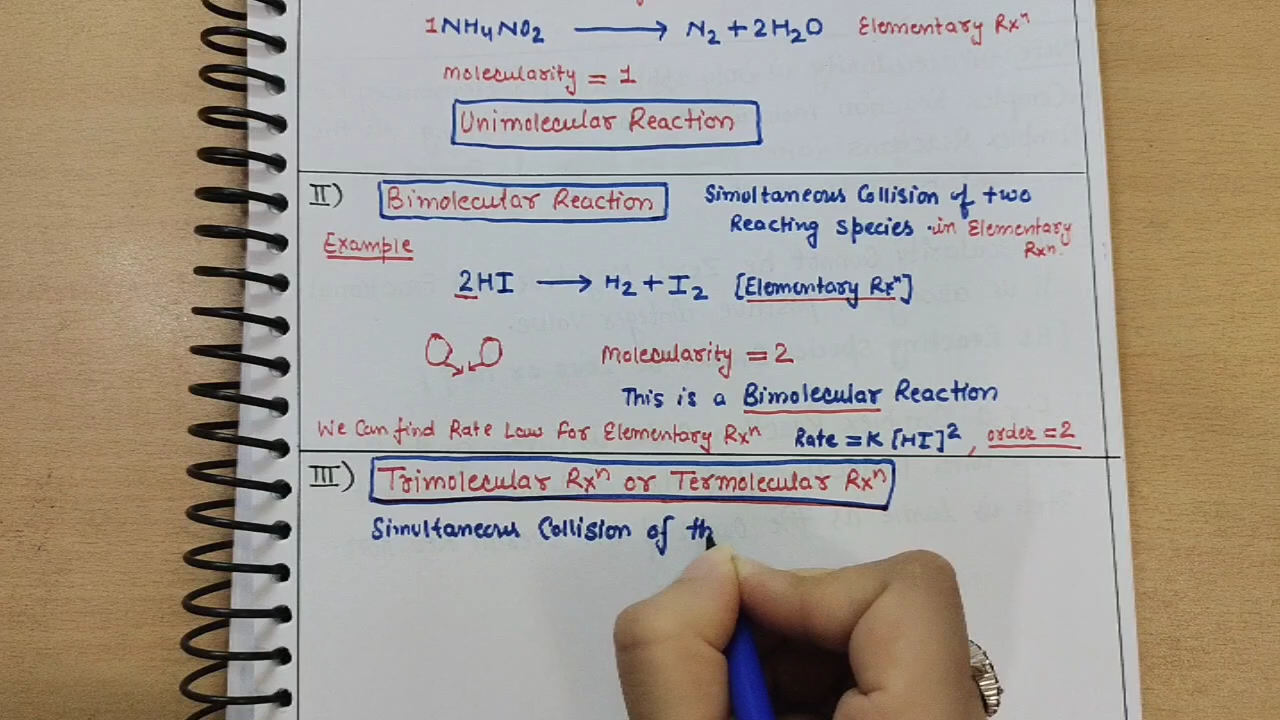 1NH4NO2 ⟶ N2 + 2H2O Elementary Rxⁿ
Molecularity = 1
Unimolecular Reaction
II) Bimolecular Reaction Simultaneous Collision of two
Reacting species in Elementary
Rxⁿ.
Example
2HI ⟶ H2 + I2 [Elementary Rxⁿ]
Molecularity = 2
This is a Bimolecular Reaction
We Can find Rate Law For Elementary Rxⁿ Rate = K [HI]², order = 2
III) Trimolecular Rxⁿ or Termolecular Rxⁿ
Simultaneous Collision of th